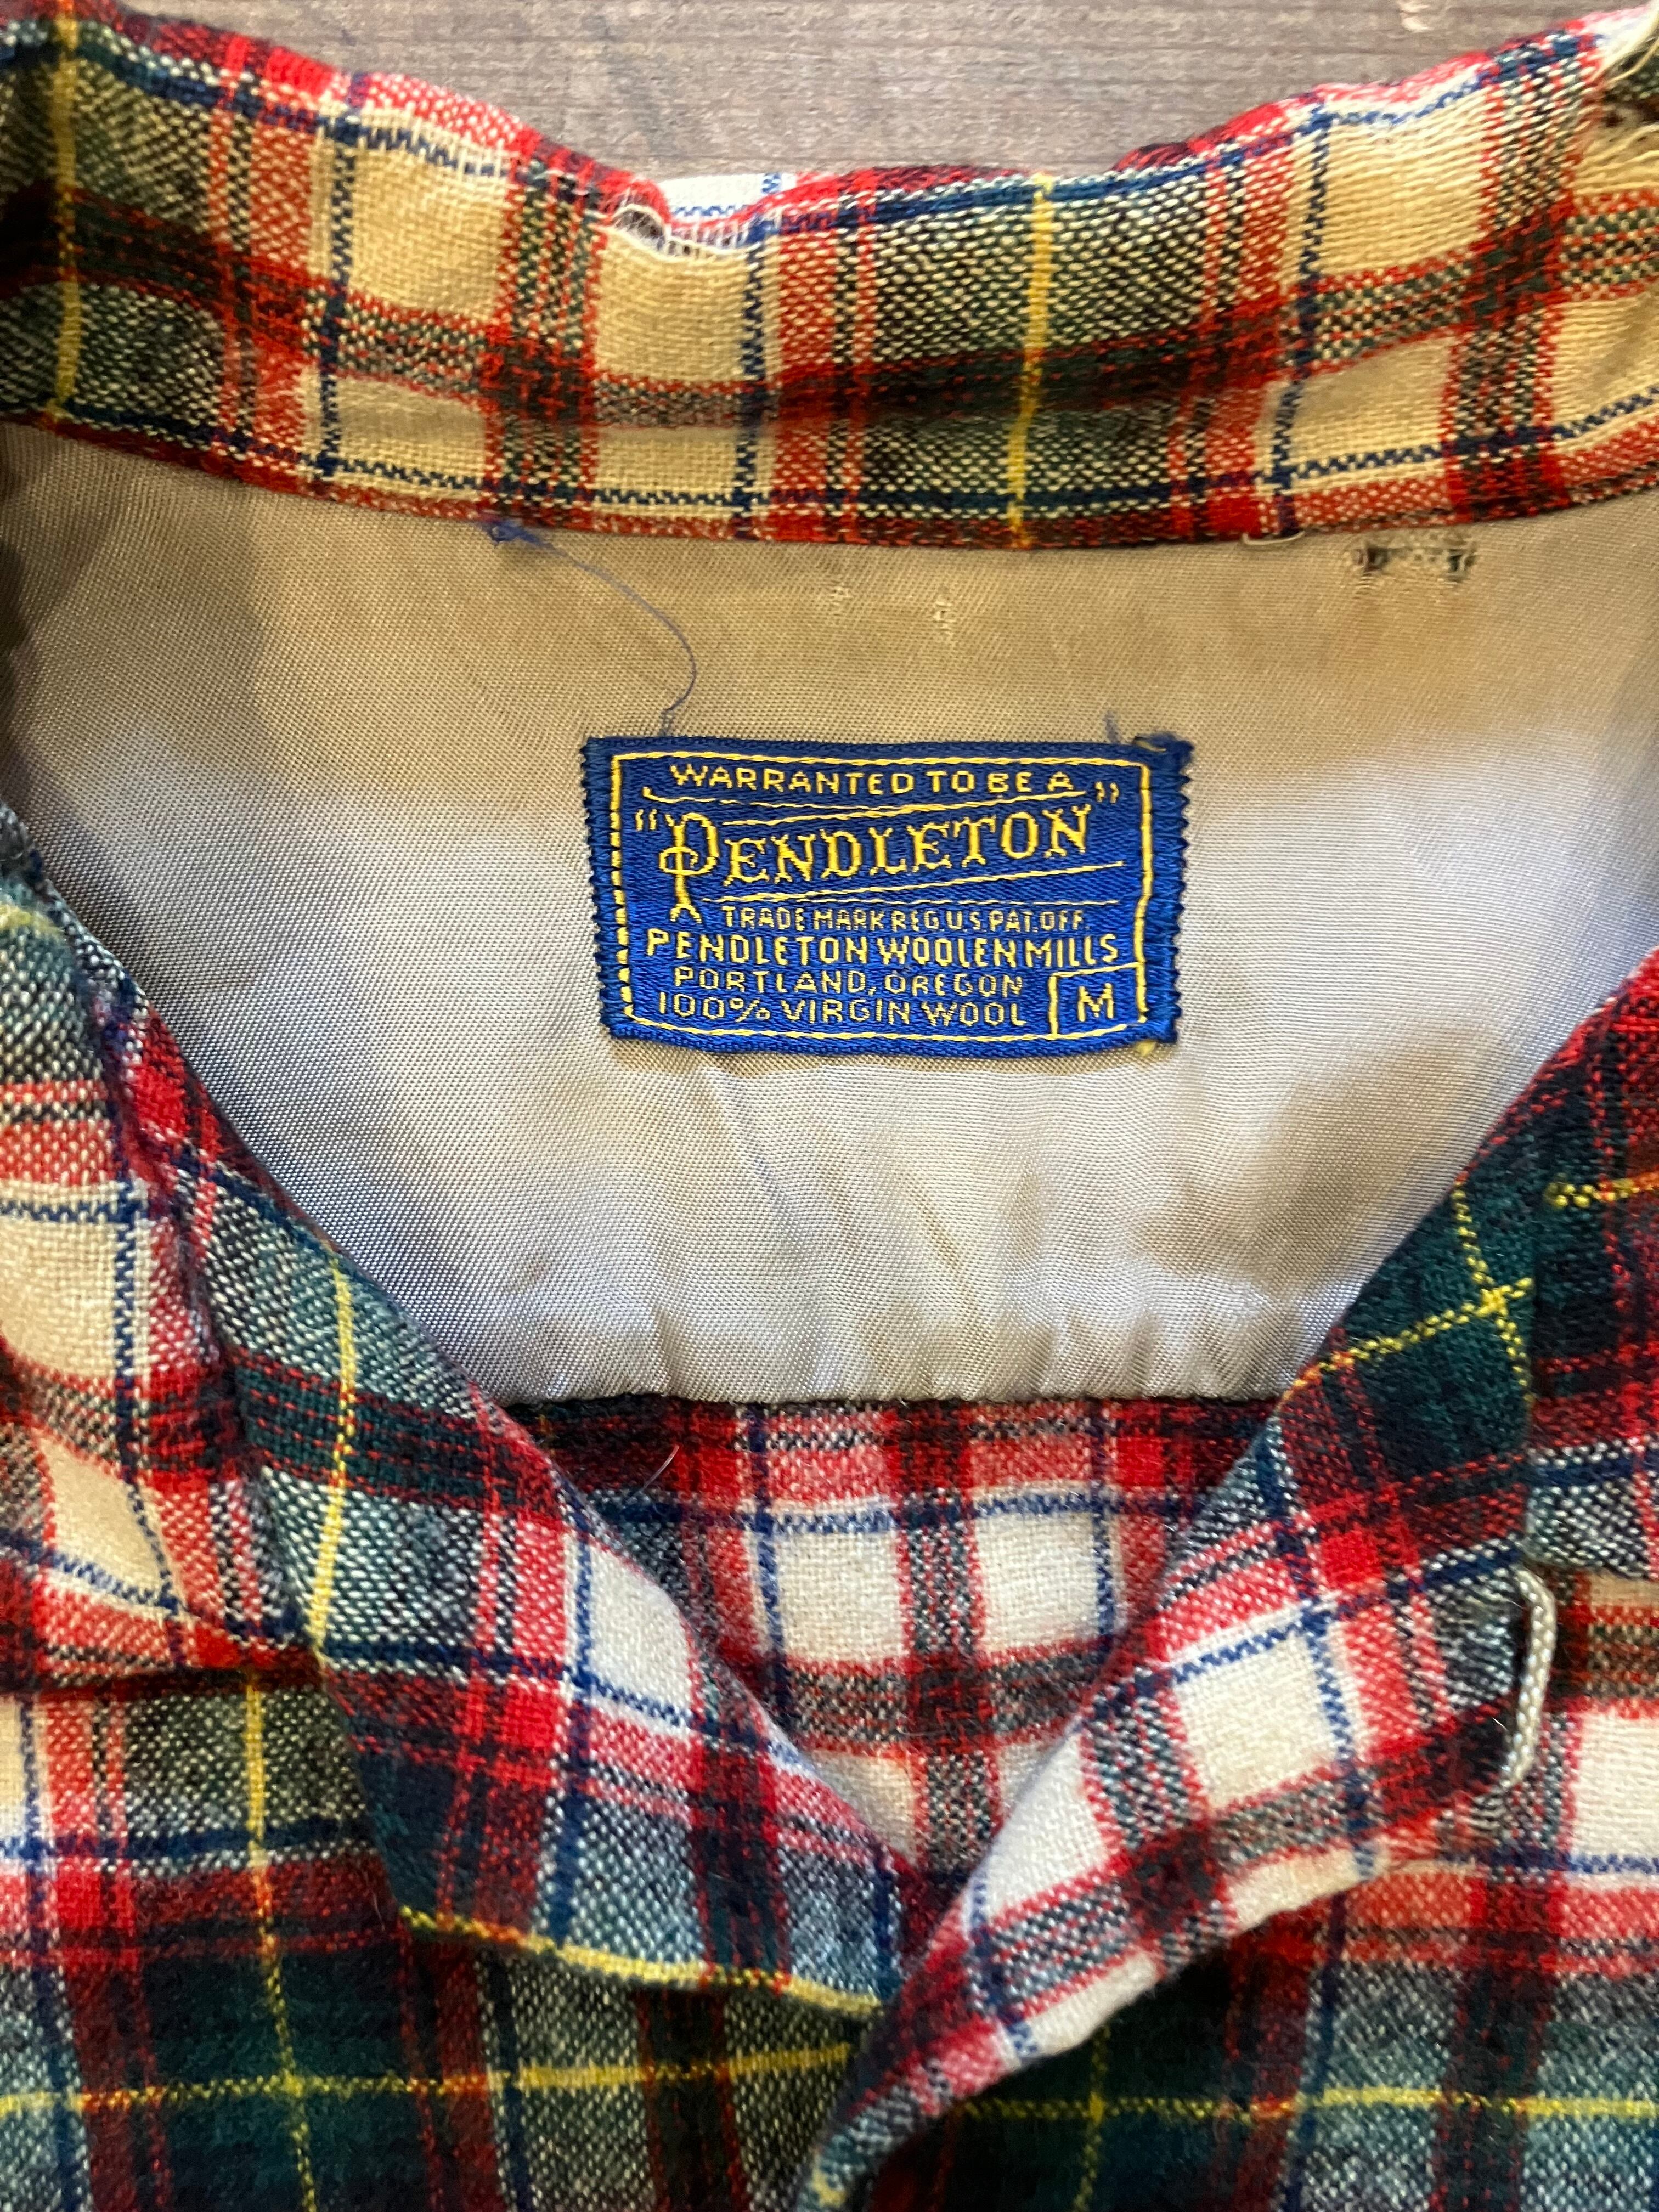 WARRANTED TO BE A
"PENDLETON"
TRADE MARK REG. U.S. PAT. OFF.
PENDLETON WOOLEN MILLS
PORTLAND, OREGON
100% VIRGIN WOOL
M